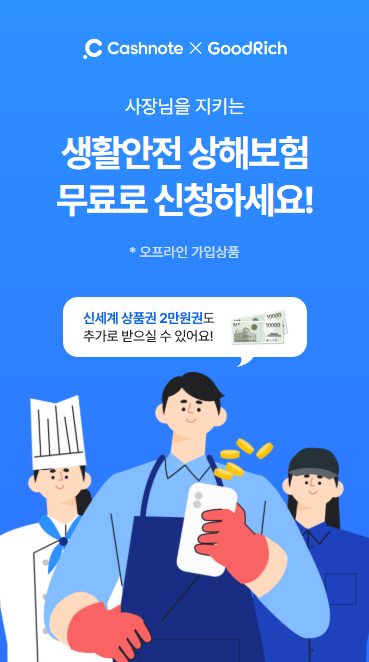 Cashnote × GoodRich
사장님을 지키는
생활안전 상해보험
무료로 신청하세요!
* 오프라인 가입상품
신세계 상품권 2만원권도
추가로 받으실 수 있어요!
10000
10000